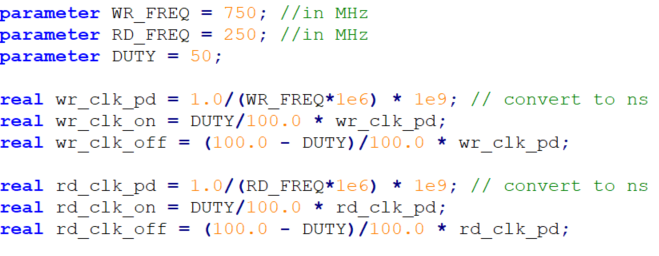 parameter WR_FREQ = 750; //in MHz
parameter RD_FREQ = 250; //in MHz
parameter DUTY = 50;
real wr_clk_pd = 1.0/(WR_FREQ*1e6) * 1e9; // convert to ns
real wr_clk_on = DUTY/100.0 * wr_clk_pd;
real wr_clk_off = (100.0 - DUTY)/100.0 * wr_clk_pd;
real rd_clk_pd = 1.0/(RD_FREQ*1e6) * 1e9; // convert to ns
real rd_clk_on = DUTY/100.0 * rd_clk_pd;
real rd_clk_off = (100.0 - DUTY)/100.0 * rd_clk_pd;